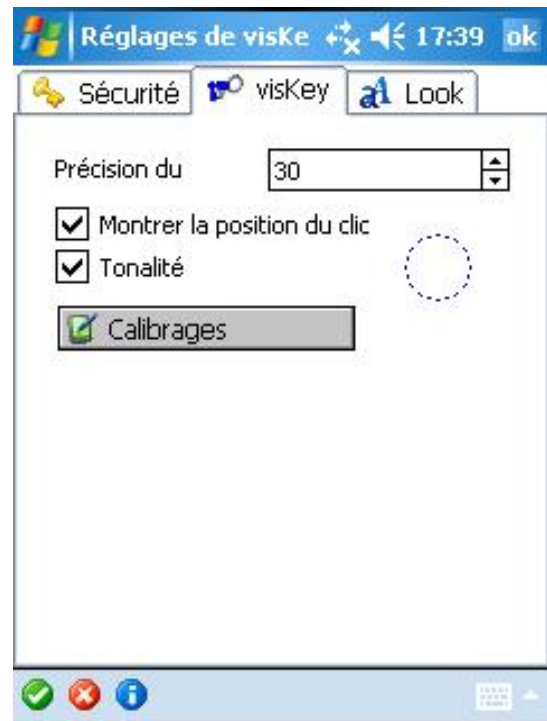 Réglages de visKe 17:39 ok
Sécurité visKey Look
Précision du 30
Montrer la position du clic
Tonalité
Calibrages